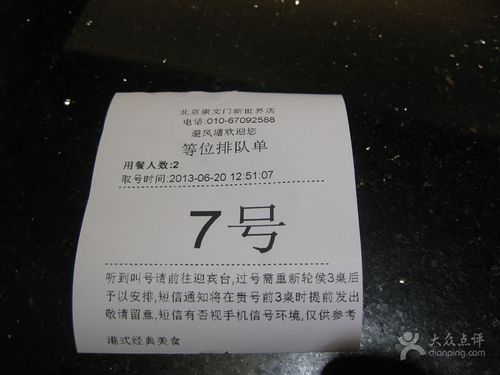 北京崇文门新世界店
电话:010-67092588
避风塘欢迎您
等位排队单
用餐人数:2
取号时间:2013-06-20 12:51:07
7号
听到叫号请前往迎宾台,过号需重新轮侯3桌后
予以安排,短信通知将在贵号前3桌时提前发出
敬请留意,短信有否视手机信号环境,仅供参考
港式经典美食
大众点评
dianping.com